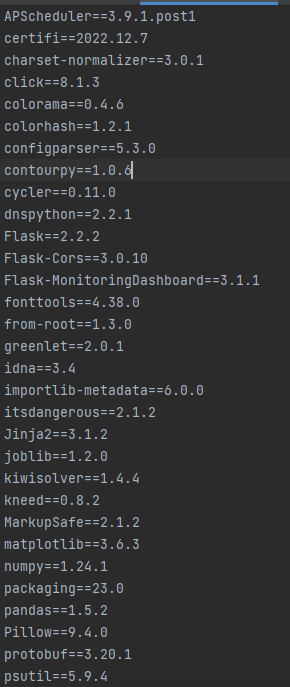 APScheduler==3.9.1.post1
certifi==2022.12.7
charset-normalizer==3.0.1
click==8.1.3
colorama==0.4.6
colorhash==1.2.1
configparser==5.3.0
contourpy==1.0.6
cycler==0.11.0
dnspython==2.2.1
Flask==2.2.2
Flask-Cors==3.0.10
Flask-MonitoringDashboard==3.1.1
fonttools==4.38.0
from-root==1.3.0
greenlet==2.0.1
idna==3.4
importlib-metadata==6.0.0
itsdangerous==2.1.2
Jinja2==3.1.2
joblib==1.2.0
kiwisolver==1.4.4
kneed==0.8.2
MarkupSafe==2.1.2
matplotlib==3.6.3
numpy==1.24.1
packaging==23.0
pandas==1.5.2
Pillow==9.4.0
protobuf==3.20.1
psutil==5.9.4